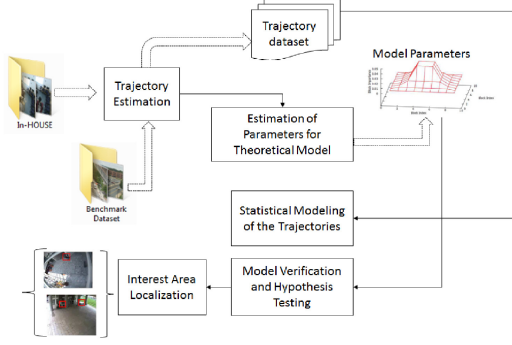 Trajectory
dataset
Model Parameters
In-HOUSE
Trajectory
Estimation
Estimation of
Parameters for
Theoretical Model
Benchmark
Dataset
Statistical Modeling
of the Trajectories
Interest Area
Localization
Model Verification
and Hypothesis
Testing